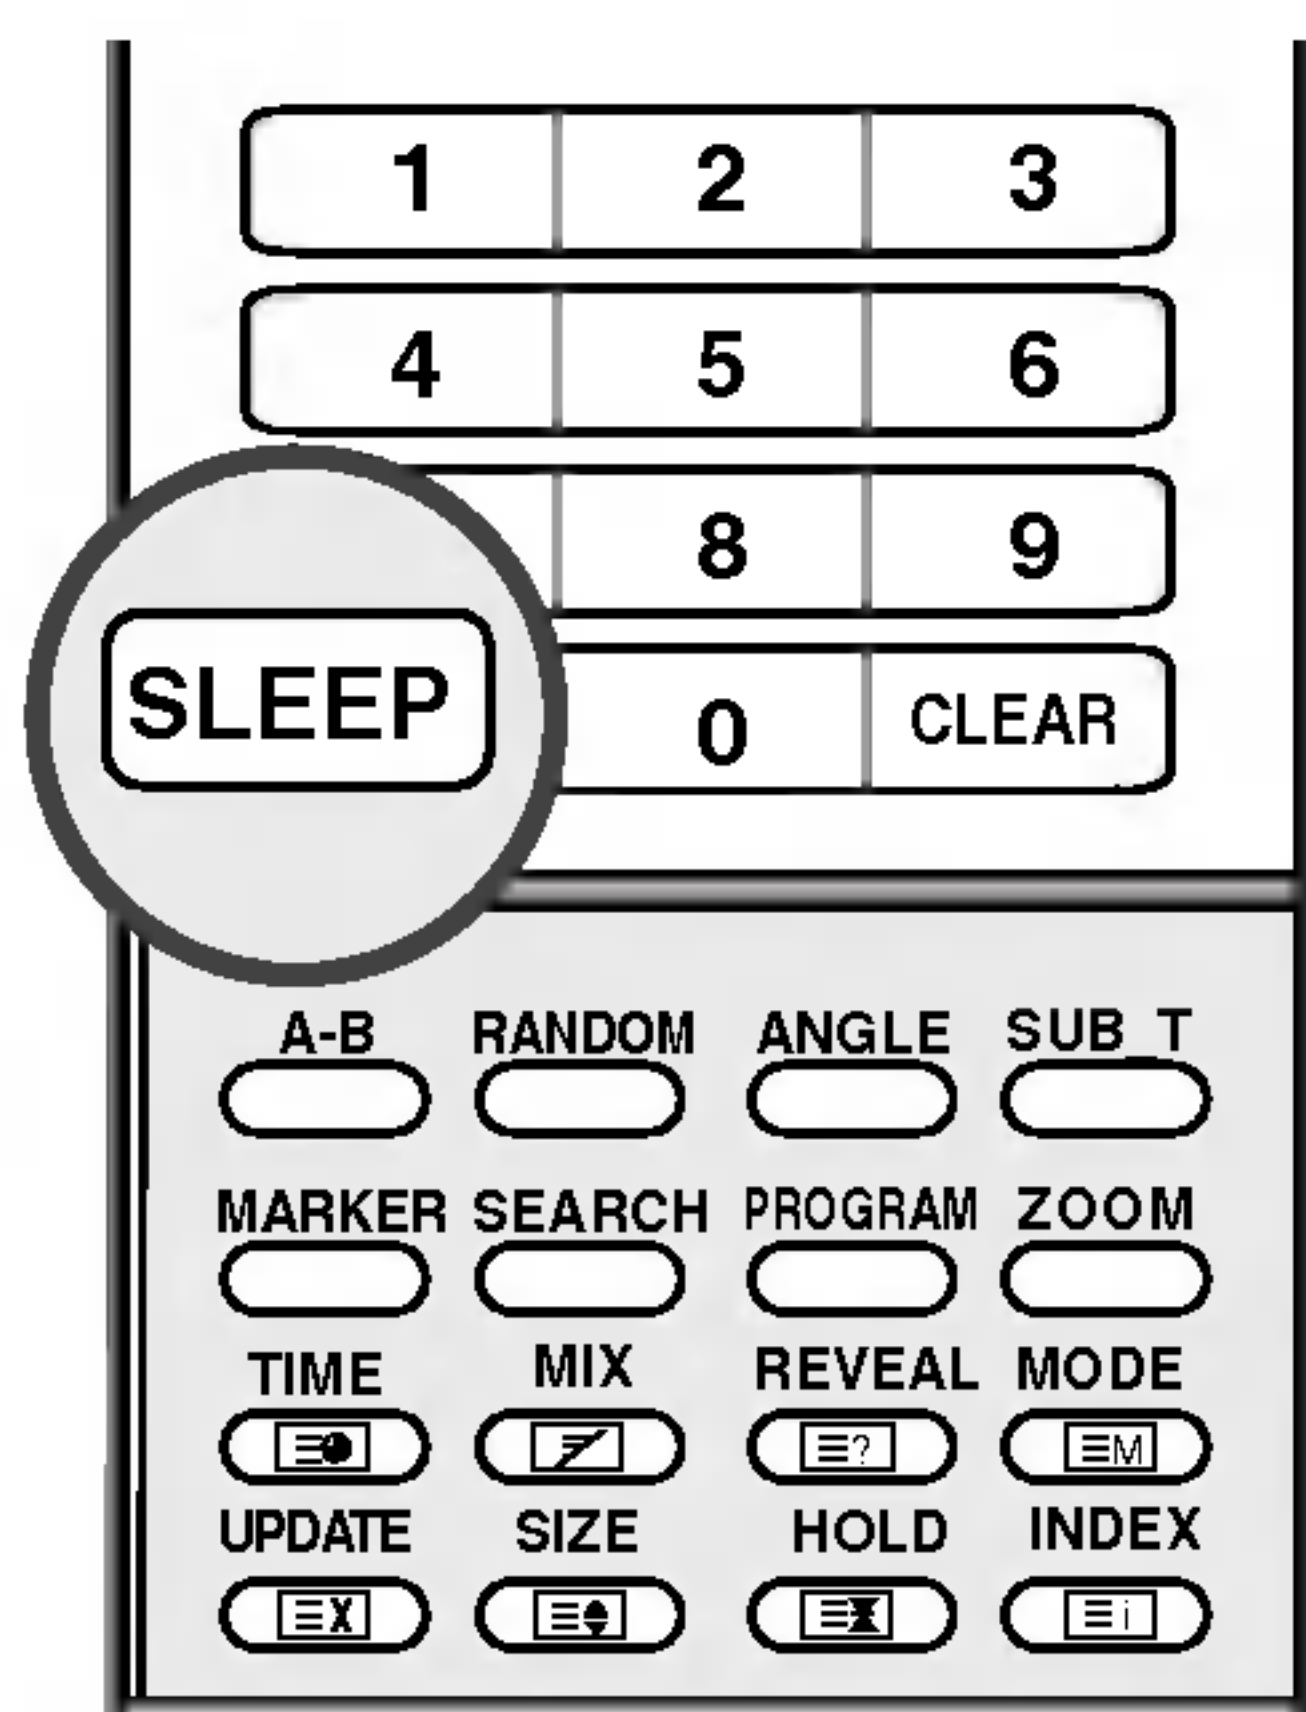 1 2 3
4 5 6
8 9
SLEEP 0 CLEAR
A-B RANDOM ANGLE SUB T
MARKER SEARCH PROGRAM ZOOM
TIME MIX REVEAL MODE
? M
UPDATE SIZE HOLD INDEX
X i